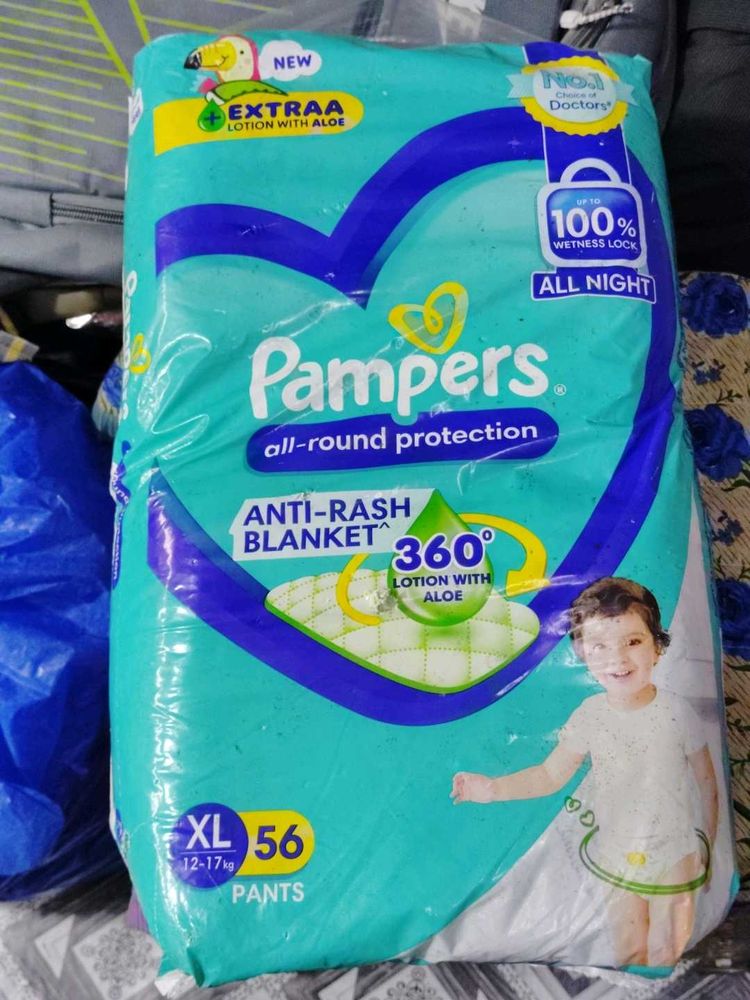 NEW
+EXTRAA
LOTION WITH ALOE
No.1
Choice of
Doctors*
UP TO
100%
WETNESS LOCK
ALL NIGHT
Pampers®
all-round protection
ANTI-RASH
BLANKET^
360°
LOTION WITH
ALOE
XL
12-17kg
56
PANTS